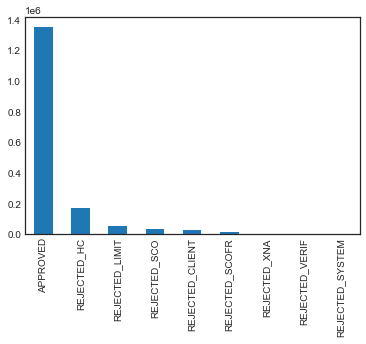 1e6
1.4
1.2
1.0
0.8
0.6
0.4
0.2
0.0
APPROVED
REJECTED_HC
REJECTED_LIMIT
REJECTED_SCO
REJECTED_CLIENT
REJECTED_SCOFR
REJECTED_XNA
REJECTED_VERIF
REJECTED_SYSTEM